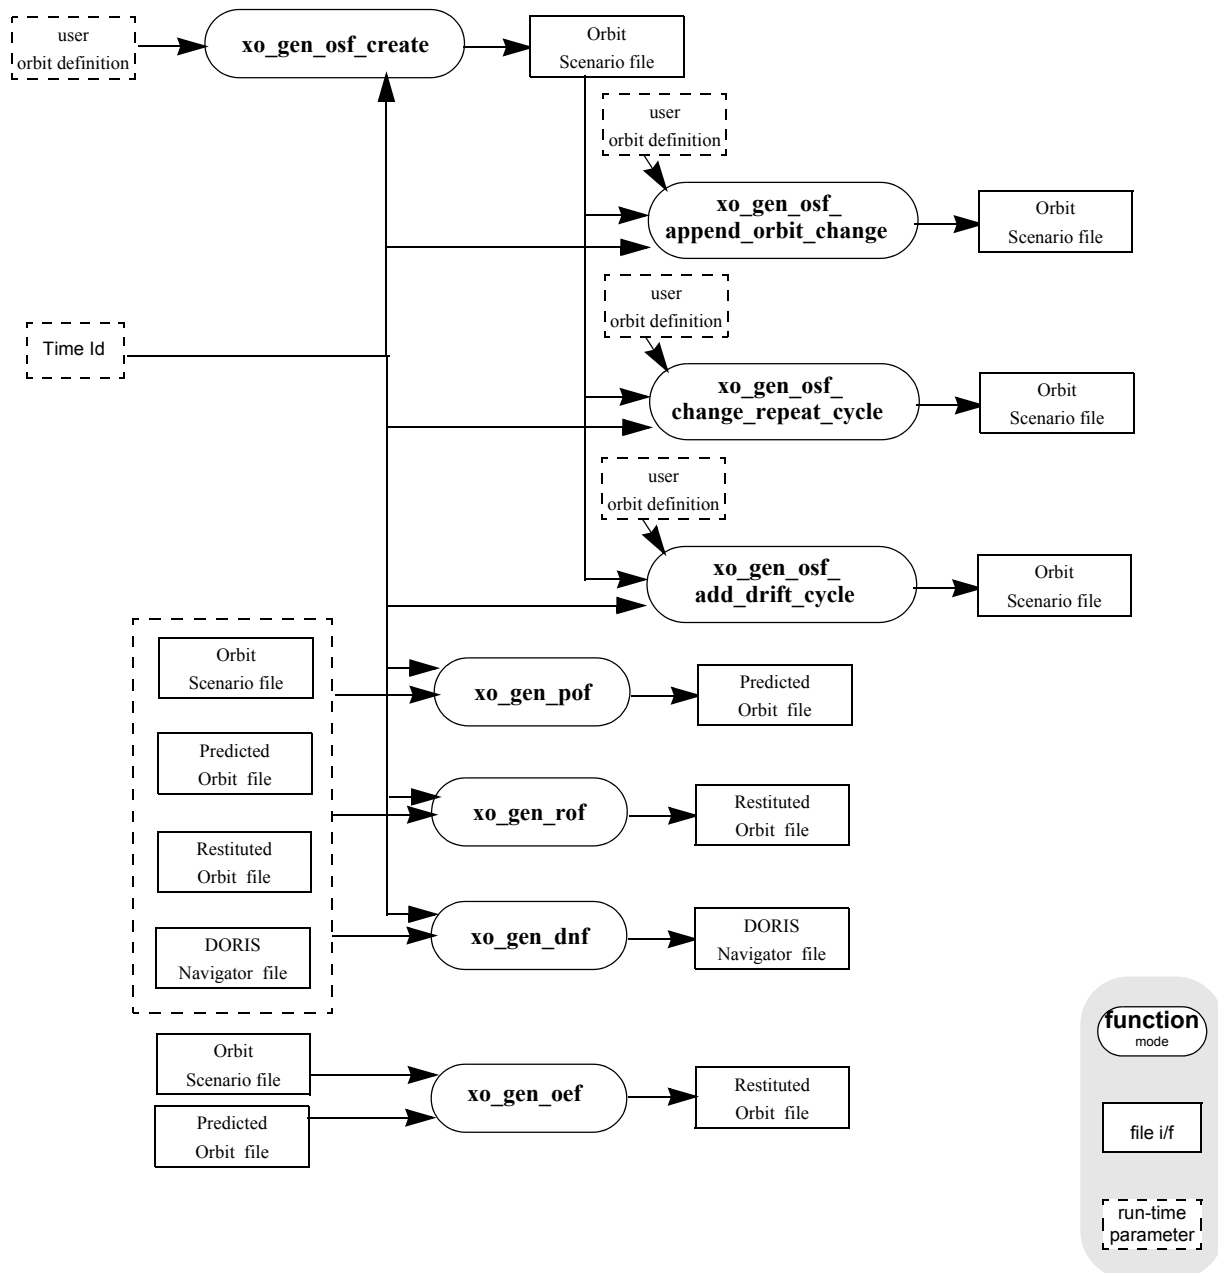 user
orbit definition
xo_gen_osf_create
Orbit
Scenario file
user
orbit definition
xo_gen_osf_
append_orbit_change
Orbit
Scenario file
user
orbit definition
Time Id
xo_gen_osf_
change_repeat_cycle
Orbit
Scenario file
user
orbit definition
xo_gen_osf_
add_drift_cycle
Orbit
Scenario file
Orbit
Scenario file
xo_gen_pof
Predicted
Orbit file
Predicted
Orbit file
xo_gen_rof
Restituted
Orbit file
Restituted
Orbit file
DORIS
Navigator file
xo_gen_dnf
DORIS
Navigator file
Orbit
Scenario file
Predicted
Orbit file
xo_gen_oef
Restituted
Orbit file
function
mode
file i/f
run-time
parameter